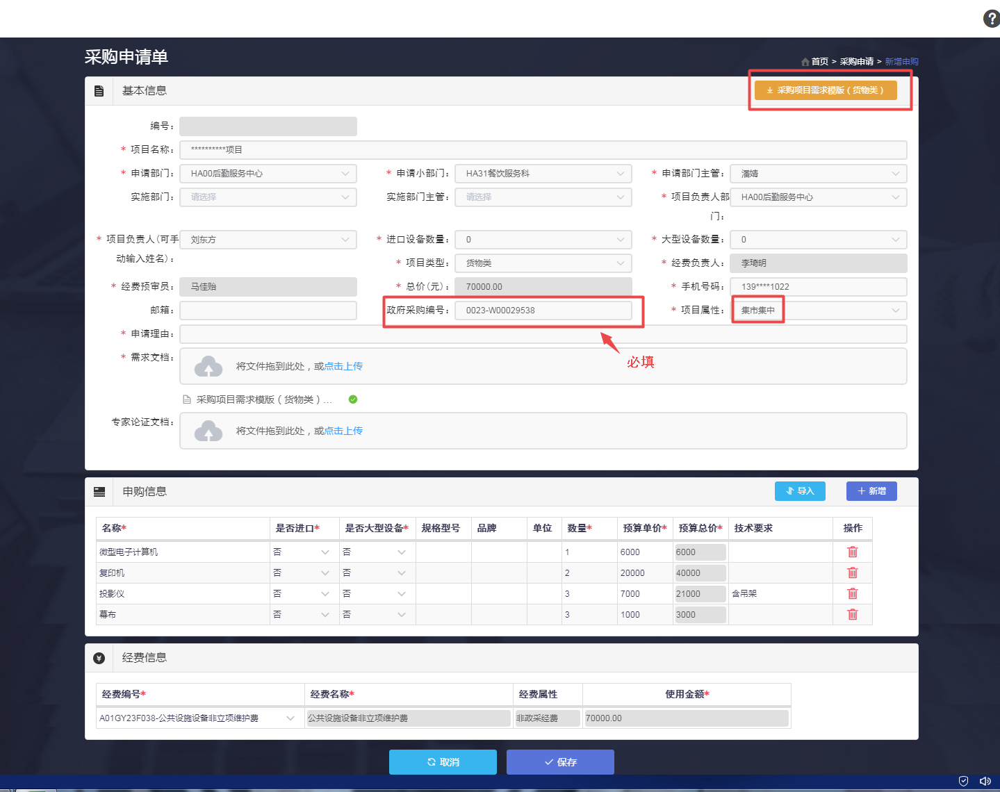 ?
采购申请单
首页 > 采购申请 > 新增申购
基本信息
采购项目需求模版（货物类）
编号：
* 项目名称： **********项目
* 申请部门： HA00后勤服务中心 * 申请小部门： HA31餐饮服务科 * 申请部门主管： 潘婧
实施部门： 请选择 实施部门主管： 请选择 * 项目负责人部门： HA00后勤服务中心
* 项目负责人(可手动输入姓名)： 刘东方 * 进口设备数量： 0 * 大型设备数量： 0
* 项目类型： 货物类 * 经费负责人： 李琦明
* 经费预审员： 马佳贻 * 总价(元)： 70000.00 * 手机号码： 139****1022
邮箱： 政府采购编号： 0023-W00029538 * 项目属性： 集市集中
* 申请理由：
必填
* 需求文档： 将文件拖到此处，或点击上传
采购项目需求模版（货物类）...
专家论证文档： 将文件拖到此处，或点击上传
申购信息
导入 + 新增
名称* 是否进口* 是否大型设备* 规格型号 品牌 单位 数量* 预算单价* 预算总价* 技术要求 操作
微型电子计算机 否 否 1 6000 6000
复印机 否 否 2 20000 40000
投影仪 否 否 3 7000 21000 含吊架
幕布 否 否 3 1000 3000
¥ 经费信息
经费编号* 经费名称* 经费属性 使用金额*
A01GY23F038-公共设施设备非立项维护费 公共设施设备非立项维护费 非政采经费 70000.00
取消 保存